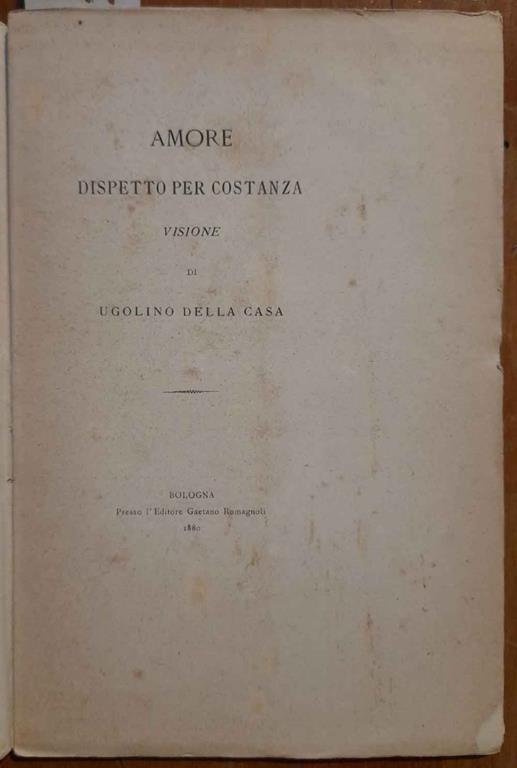 AMORE
DISPETTO PER COSTANZA
VISIONE
DI
UGOLINO DELLA CASA
BOLOGNA
Presso l'Editore Gaetano Romagnoli
1880